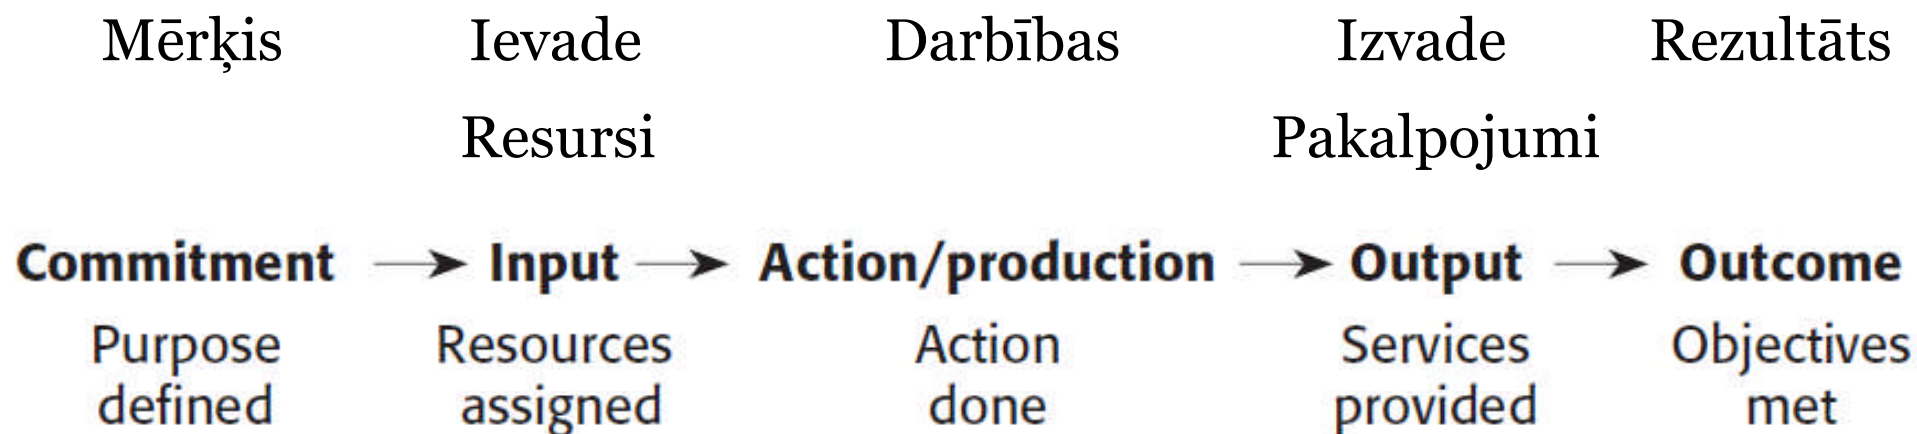 Mērķis Ievade Darbības Izvade Rezultāts
Resursi Pakalpojumi
Commitment Input Action/production Output Outcome
Purpose Resources Action Services Objectives
defined assigned done provided met